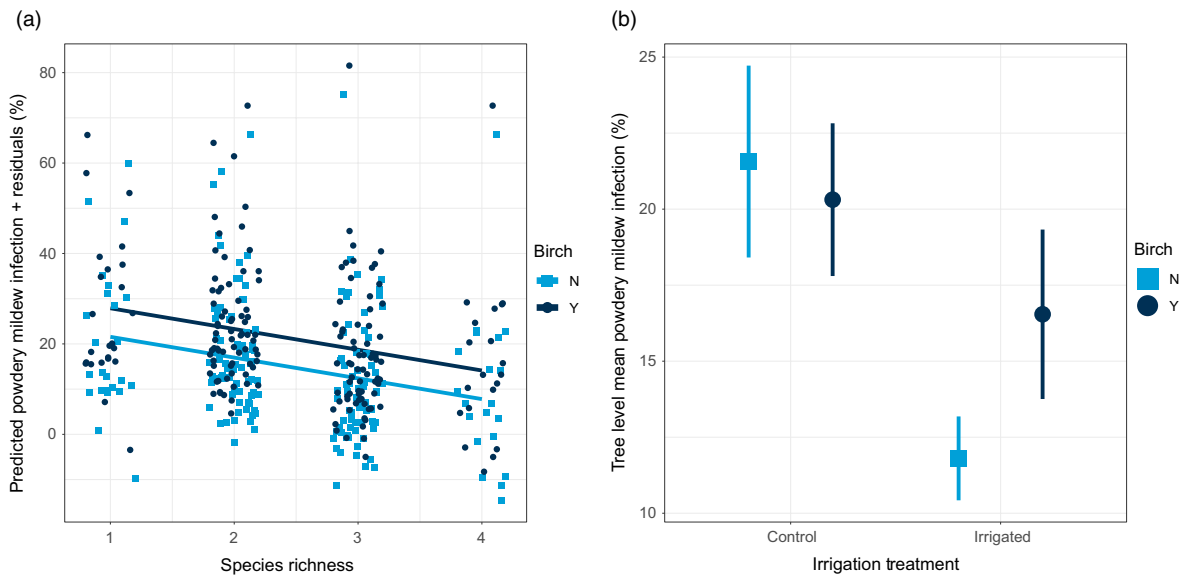 (a)
Predicted powdery mildew infection + residuals (%)
80
60
40
20
0
1 2 3 4
Species richness
Birch
N
Y
(b)
Tree level mean powdery mildew infection (%)
25
20
15
10
Control Irrigated
Irrigation treatment
Birch
N
Y